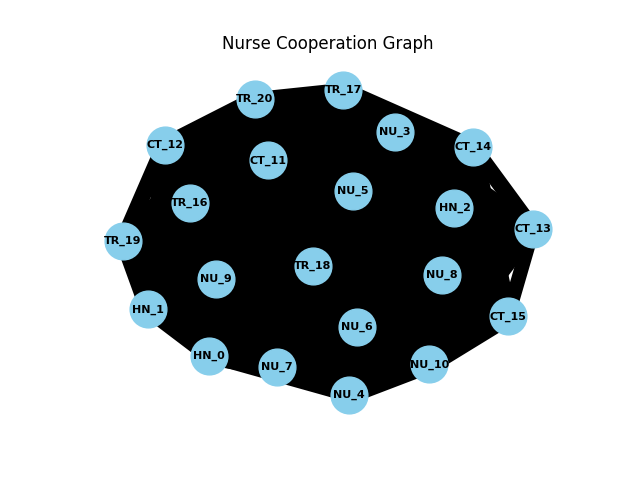 Nurse Cooperation Graph
TR_17
TR_20
NU_3
CT_12
CT_14
CT_11
NU_5
TR_16
HN_2
CT_13
TR_19
TR_18
NU_8
NU_9
HN_1
CT_15
NU_6
HN_0
NU_10
NU_7
NU_4